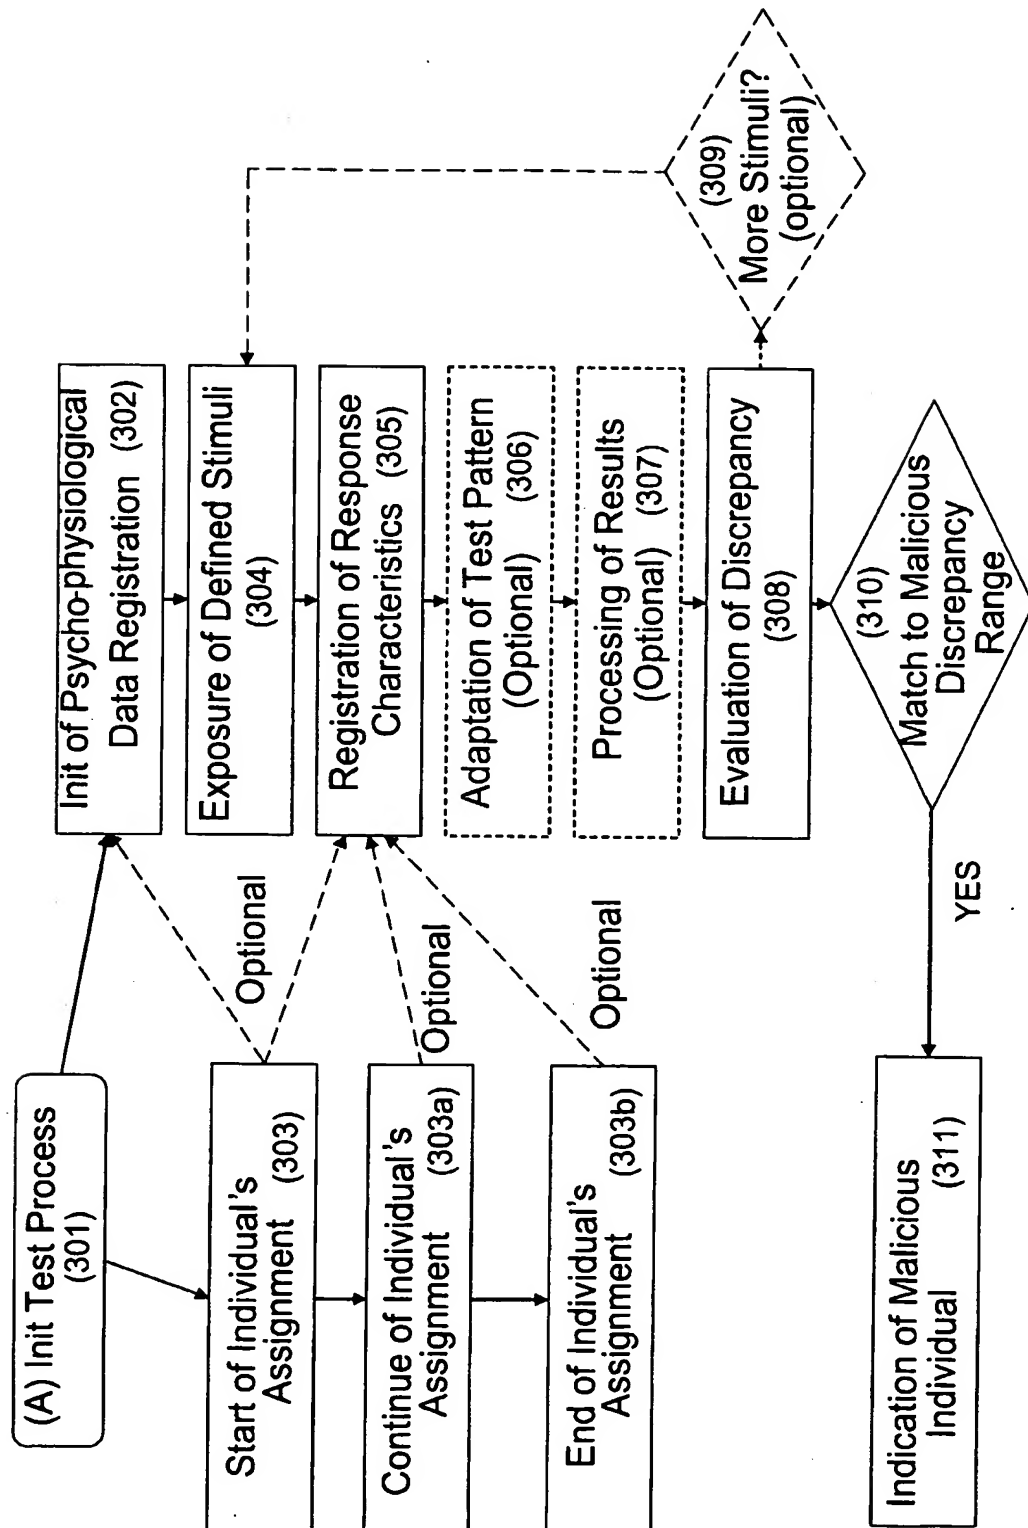 (A) Init Test Process
(301)
Init of Psycho-physiological
Data Registration (302)
Start of Individual's
Assignment (303)
Exposure of Defined Stimuli
(304)
Optional
Continue of Individual's
Assignment (303a)
Registration of Response
Characteristics (305)
Optional
End of Individual's
Assignment (303b)
Adaptation of Test Pattern
(Optional) (306)
Optional
Processing of Results
(Optional) (307)
Evaluation of Discrepancy
(308)
(309)
More Stimuli?
(optional)
(310)
Match to Malicious
Discrepancy
Range
YES
Indication of Malicious
Individual (311)